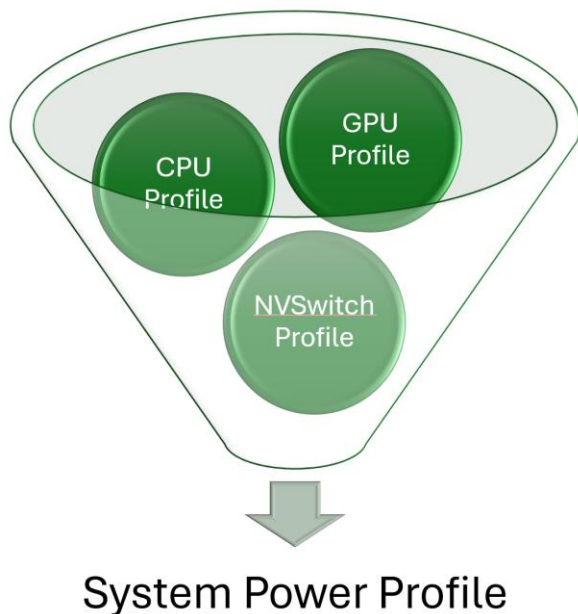 GPU
Profile
CPU
Profile
NVSwitch
Profile
System Power Profile